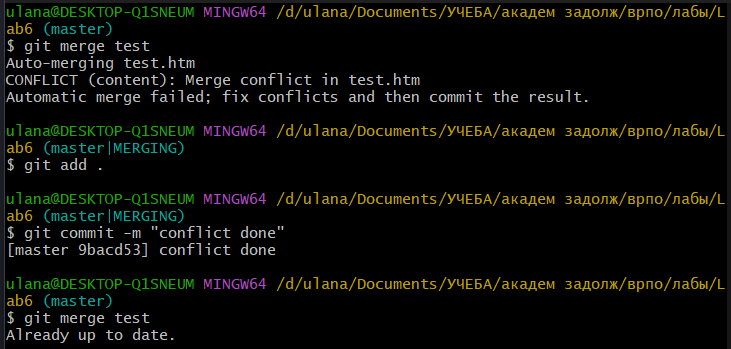 ulana@DESKTOP-Q1SNEUM MINGW64 /d/ulana/Documents/УЧЕБА/академ задолж/врпо/лабы/L
ab6 (master)
$ git merge test
Auto-merging test.htm
CONFLICT (content): Merge conflict in test.htm
Automatic merge failed; fix conflicts and then commit the result.
ulana@DESKTOP-Q1SNEUM MINGW64 /d/ulana/Documents/УЧЕБА/академ задолж/врпо/лабы/L
ab6 (master|MERGING)
$ git add .
ulana@DESKTOP-Q1SNEUM MINGW64 /d/ulana/Documents/УЧЕБА/академ задолж/врпо/лабы/L
ab6 (master|MERGING)
$ git commit -m "conflict done"
[master 9bacd53] conflict done
ulana@DESKTOP-Q1SNEUM MINGW64 /d/ulana/Documents/УЧЕБА/академ задолж/врпо/лабы/L
ab6 (master)
$ git merge test
Already up to date.